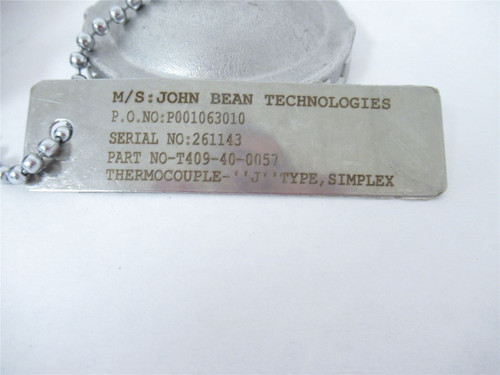 M/S:JOHN BEAN TECHNOLOGIES
P.O.NO:P001063010
SERIAL NO:261143
PART NO-T409-40-0057
THERMOCOUPLE-''J''TYPE,SIMPLEX